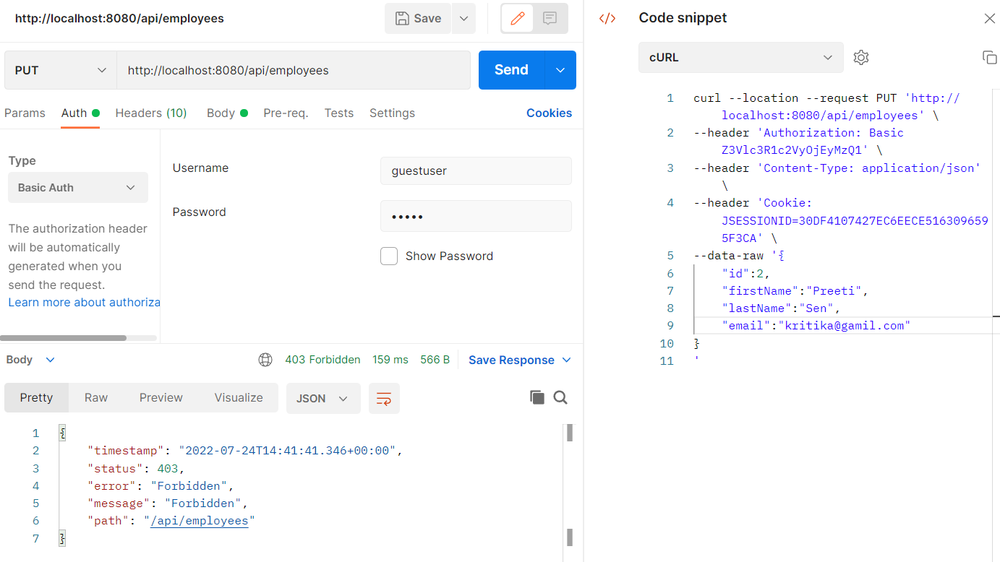 http://localhost:8080/api/employees
Save
PUT
http://localhost:8080/api/employees
Send
Params
Auth
Headers (10)
Body
Pre-req.
Tests
Settings
Cookies
Type
Basic Auth
The authorization header
will be automatically
generated when you
send the request.
Learn more about authoriza
Username
guestuser
Password
•••••
Show Password
Body
403 Forbidden
159 ms
566 B
Save Response
Pretty
Raw
Preview
Visualize
JSON
1 {
2 "timestamp": "2022-07-24T14:41:41.346+00:00",
3 "status": 403,
4 "error": "Forbidden",
5 "message": "Forbidden",
6 "path": "/api/employees"
7 }
</> Code snippet
cURL
1 curl --location --request PUT 'http://
localhost:8080/api/employees' \
2 --header 'Authorization: Basic
Z3Vlc3R1c2VyOjEyMzQ1' \
3 --header 'Content-Type: application/json'
\
4 --header 'Cookie:
JSESSIONID=30DF4107427EC6EECE516309659
5F3CA' \
5 --data-raw '{
6 "id":2,
7 "firstName":"Preeti",
8 "lastName":"Sen",
9 "email":"kritika@gamil.com"
10 }
11 '